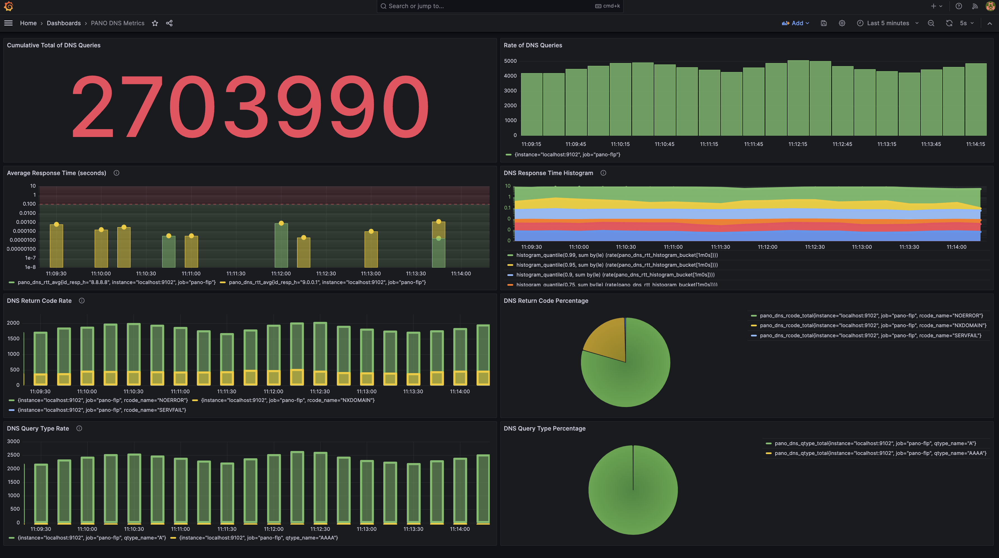 Search or jump to...
cmd+k
Home › Dashboards › PANO DNS Metrics
Add
Last 5 minutes
5s
Cumulative Total of DNS Queries
2703990
Rate of DNS Queries
5000
4000
3000
2000
1000
0
11:09:15 11:09:45 11:10:15 11:10:45 11:11:15 11:11:45 11:12:15 11:12:45 11:13:15 11:13:45 11:14:15
{instance="localhost:9102", job="pano-flp"}
Average Response Time (seconds)
10
1
0.100
0.0100
0.00100
0.000100
0.0000100
0.00000100
1e-7
1e-8
11:09:30 11:10:00 11:10:30 11:11:00 11:11:30 11:12:00 11:12:30 11:13:00 11:13:30 11:14:00
pano_dns_rtt_avg{id_resp_h="8.8.8.8", instance="localhost:9102", job="pano-flp"} pano_dns_rtt_avg{id_resp_h="9.0.0.1", instance="localhost:9102", job="pano-flp"}
DNS Response Time Histogram
10
1
0.1
0
0
0
11:09:30 11:10:00 11:10:30 11:11:00 11:11:30 11:12:00 11:12:30 11:13:00 11:13:30 11:14:00
histogram_quantile(0.99, sum by(le) (rate(pano_dns_rtt_histogram_bucket[1m0s])))
histogram_quantile(0.95, sum by(le) (rate(pano_dns_rtt_histogram_bucket[1m0s])))
histogram_quantile(0.9, sum by(le) (rate(pano_dns_rtt_histogram_bucket[1m0s])))
histogram_quantile(0.75, sum by(le) (rate(pano_dns_rtt_histogram_bucket[1m0s])))
DNS Return Code Rate
2000
1500
1000
500
0
11:09:30 11:10:00 11:10:30 11:11:00 11:11:30 11:12:00 11:12:30 11:13:00 11:13:30 11:14:00
{instance="localhost:9102", job="pano-flp", rcode_name="NOERROR"} {instance="localhost:9102", job="pano-flp", rcode_name="NXDOMAIN"}
{instance="localhost:9102", job="pano-flp", rcode_name="SERVFAIL"}
DNS Return Code Percentage
pano_dns_rcode_total{instance="localhost:9102", job="pano-flp", rcode_name="NOERROR"}
pano_dns_rcode_total{instance="localhost:9102", job="pano-flp", rcode_name="NXDOMAIN"}
pano_dns_rcode_total{instance="localhost:9102", job="pano-flp", rcode_name="SERVFAIL"}
DNS Query Type Rate
3000
2500
2000
1500
1000
500
0
11:09:30 11:10:00 11:10:30 11:11:00 11:11:30 11:12:00 11:12:30 11:13:00 11:13:30 11:14:00
{instance="localhost:9102", job="pano-flp", qtype_name="A"} {instance="localhost:9102", job="pano-flp", qtype_name="AAAA"}
DNS Query Type Percentage
pano_dns_qtype_total{instance="localhost:9102", job="pano-flp", qtype_name="A"}
pano_dns_qtype_total{instance="localhost:9102", job="pano-flp", qtype_name="AAAA"}